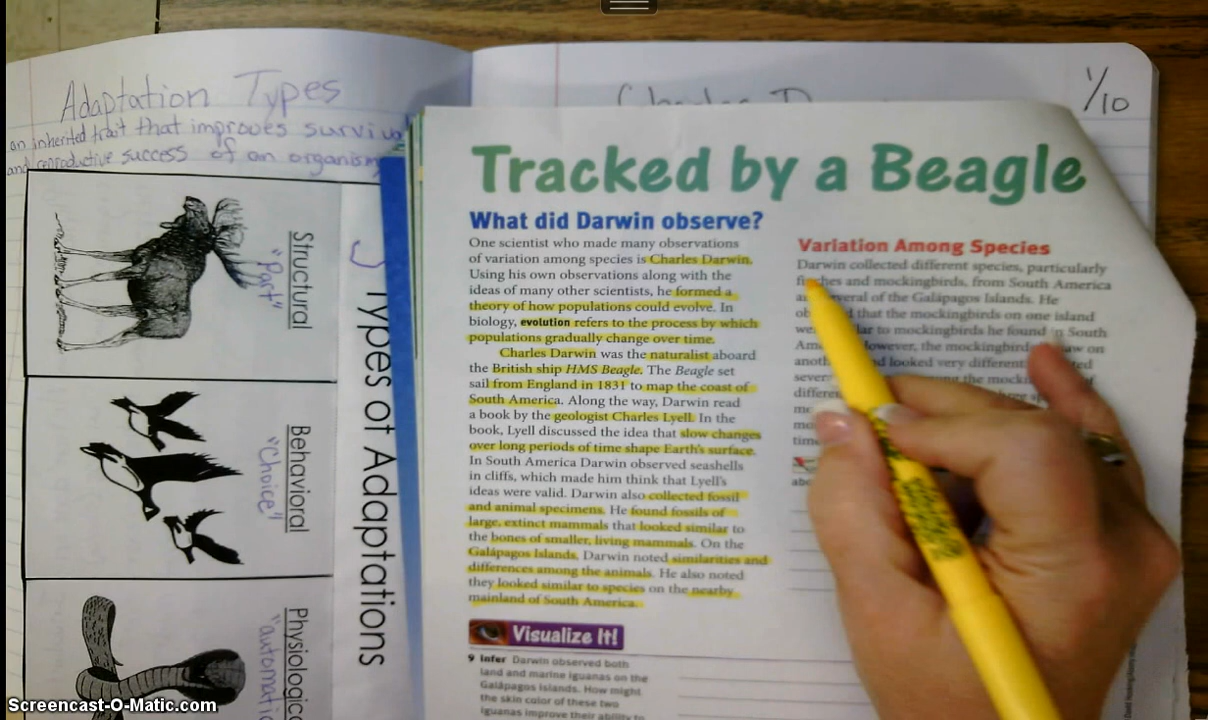 Adaptation Types
an inherited trait that improves surviv
and reproductive success of an organism
Types of Adaptations
Structural
"Part"
Behavioral
"Choice"
Physiologic
"automatic
1/10
Tracked by a Beagle
What did Darwin observe?
One scientist who made many observations
of variation among species is Charles Darwin.
Using his own observations along with the
ideas of many other scientists, he formed a
theory of how populations could evolve. In
biology, evolution refers to the process by which
populations gradually change over time.
Charles Darwin was the naturalist aboard
the British ship HMS Beagle. The Beagle set
sail from England in 1831 to map the coast of
South America. Along the way, Darwin read
a book by the geologist Charles Lyell. In the
book, Lyell discussed the idea that slow changes
over long periods of time shape Earth's surface.
In South America Darwin observed seashells
in cliffs, which made him think that Lyell's
ideas were valid. Darwin also collected fossil
and animal specimens. He found fossils of
large, extinct mammals that looked similar to
the bones of smaller, living mammals. On the
Galápagos Islands, Darwin noted similarities and
differences among the animals. He also noted
they looked similar to species on the nearby
mainland of South America.
Visualize It!
9 Infer Darwin observed both
land and marine iguanas on the
Galápagos Islands. How might
the skin color of these two
iguanas improve their ability to
Variation Among Species
Darwin collected different species, particularly
finches and mockingbirds, from South America
several of the Galápagos Islands. He
that the mockingbirds on one island
to mockingbirds he found in South
However, the mockingbirds on
looked very different
the
Screencast-O-Matic.com